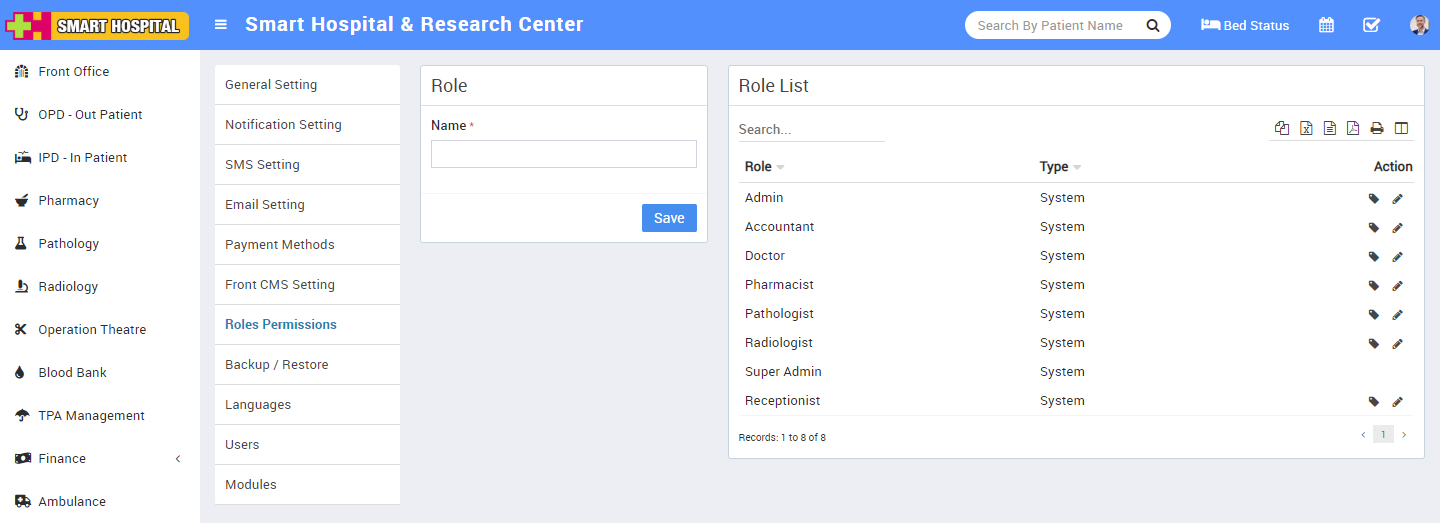 SMART HOSPITAL
Smart Hospital & Research Center
Search By Patient Name
Bed Status
Front Office
OPD - Out Patient
IPD - In Patient
Pharmacy
Pathology
Radiology
Operation Theatre
Blood Bank
TPA Management
Finance
Ambulance
General Setting
Notification Setting
SMS Setting
Email Setting
Payment Methods
Front CMS Setting
Roles Permissions
Backup / Restore
Languages
Users
Modules
Role
Name *
Save
Role List
Search...
Role Type Action
Admin System
Accountant System
Doctor System
Pharmacist System
Pathologist System
Radiologist System
Super Admin System
Receptionist System
Records: 1 to 8 of 8
1